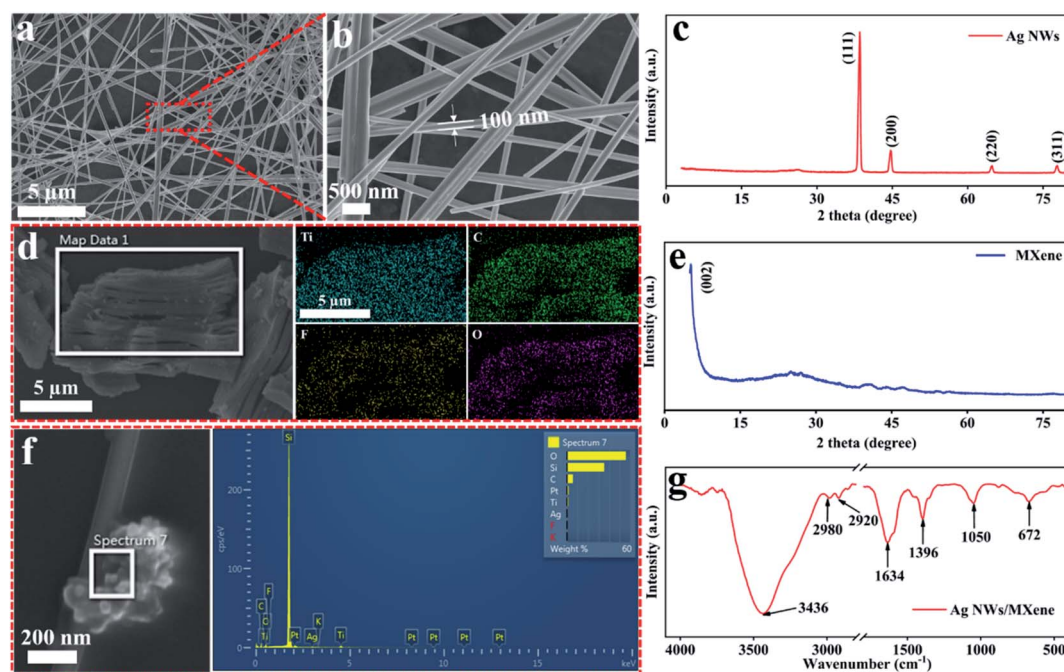 a
5 μm
b
100 nm
500 nm
c
Ag NWs
(111)
(200)
(220)
(311)
Intensity (a.u.)
15 30 45 60 75
2 theta (degree)
d
Map Data 1
5 μm
Ti
5 μm
C
F
O
e
MXene
(002)
Intensity (a.u.)
15 30 45 60 75
2 theta (degree)
f
Spectrum 7
200 nm
Si
200
100
0
cps/eV
C
F
O
Ti
Pt
Ag
K
Ti
Pt
Pt
Pt
Pt
0 5 10 15 keV
Spectrum 7
O
Si
C
Pt
Ti
Ag
F
K
Weight % 60
g
2980
2920
1634
1396
1050
672
3436
Ag NWs/MXene
Intensity (a.u.)
4000 3500 3000 1500 1000 500
Wavenumber (cm-1)